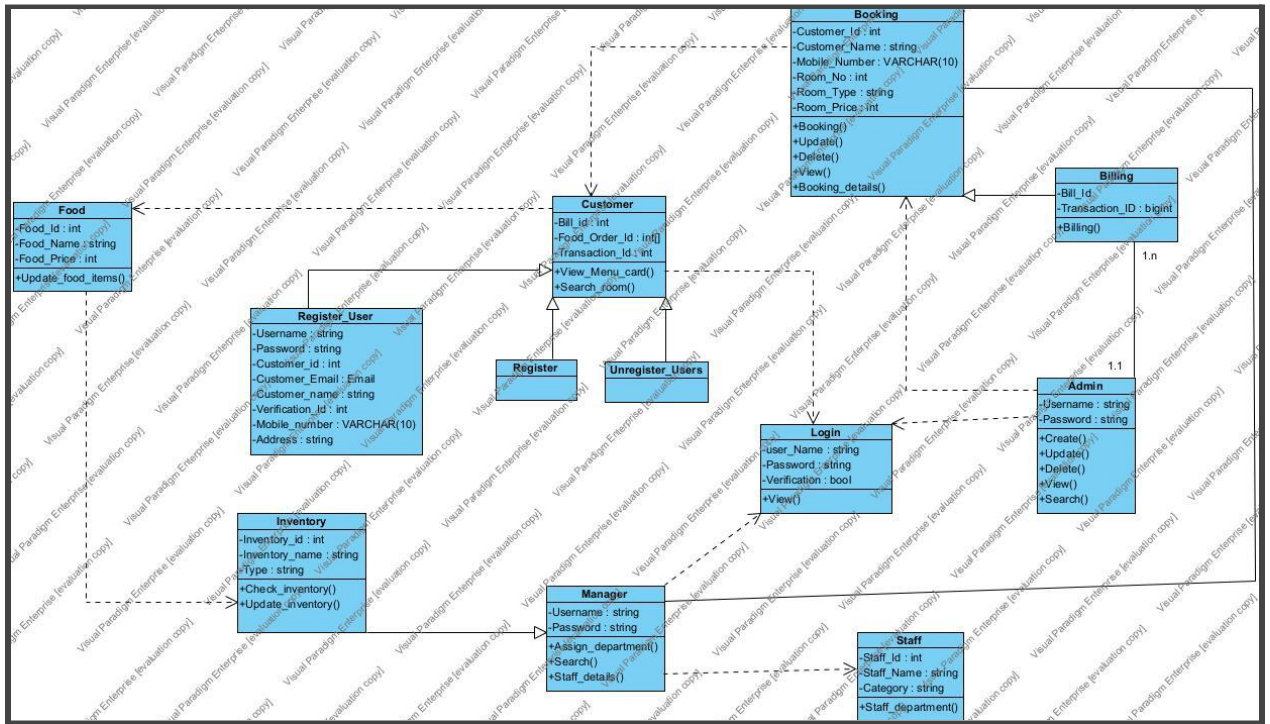 Booking
-Customer_Id : int
-Customer_Name : string
-Mobile_Number : VARCHAR(10)
-Room_No : int
-Room_Type : string
-Room_Price : int
+Booking()
+Update()
+Delete()
+View()
+Booking_details()
Billing
-Bill_Id
-Transaction_ID : bigint
+Billing()
1.n
1.1
Food
-Food_Id : int
-Food_Name : string
-Food_Price : int
+Update_food_items()
Customer
-Bill_id : int
-Food_Order_Id : int[]
-Transaction_Id : int
+View_Menu_card()
+Search_room()
Register_User
-Username : string
-Password : string
-Customer_id : int
-Customer_Email : Email
-Customer_name : string
-Verification_Id : int
-Mobile_number : VARCHAR(10)
-Address : string
Register
Unregister_Users
Admin
-Username : string
-Password : string
+Create()
+Update()
+Delete()
+View()
+Search()
Login
-user_Name : string
-Password : string
-Verification : bool
+View()
Inventory
-Inventory_id : int
-Inventory_name : string
-Type : string
+Check_inventory()
+Update_inventory()
Manager
-Username : string
-Password : string
+Assign_department()
+Search()
+Staff_details()
Staff
-Staff_Id : int
-Staff_Name : string
-Category : string
+Staff_department()
Visual Paradigm Enterprise [evaluation copy]